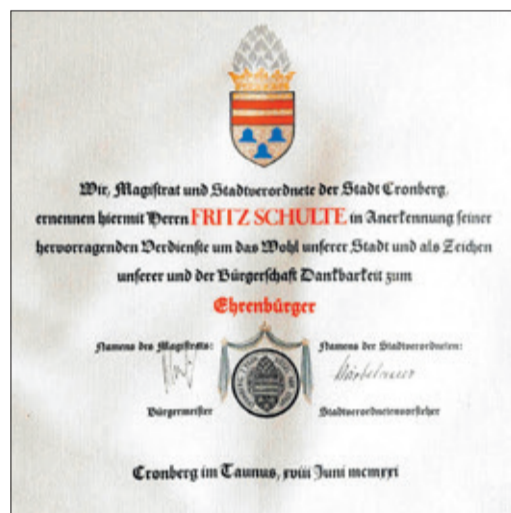 Wir, Magistrat und Stadtverordnete der Stadt Cronberg,
ernennen hiermit Herrn FRITZ SCHULTE in Anerkennung seiner
hervorragenden Verdienste um das Wohl unserer Stadt und als Zeichen
unserer und der Bürgerschaft Dankbarkeit zum
Ehrenbürger
Namens des Magistrats: Namens der Stadtverordneten:
Bürgermeister Stadtverordnetenvorsteher
Cronberg im Taunus, xviii Juni mcmxxi